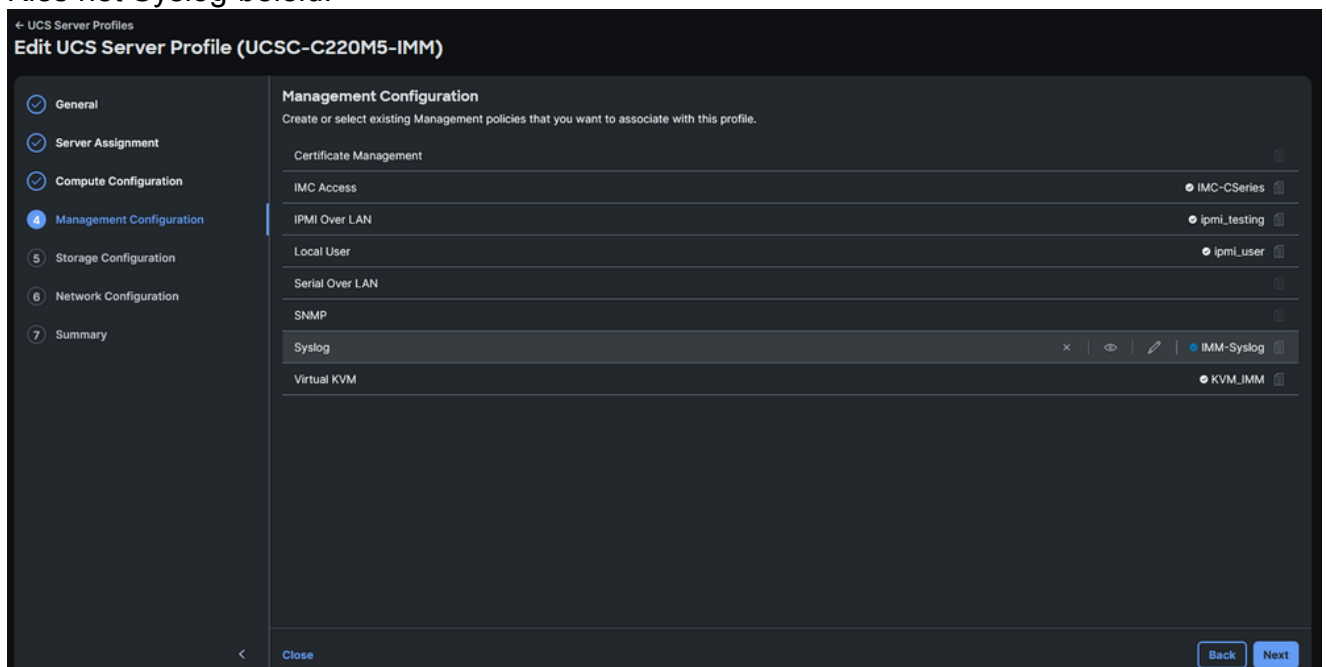 ← UCS Server Profiles
Edit UCS Server Profile (UCSC-C220M5-IMM)
General
Server Assignment
Compute Configuration
4 Management Configuration
5 Storage Configuration
6 Network Configuration
7 Summary
Management Configuration
Create or select existing Management policies that you want to associate with this profile.
Certificate Management
IMC Access IMC-CSeries
IPMI Over LAN ipmi_testing
Local User ipmi_user
Serial Over LAN
SNMP
Syslog IMM-Syslog
Virtual KVM KVM_IMM
Close Back Next